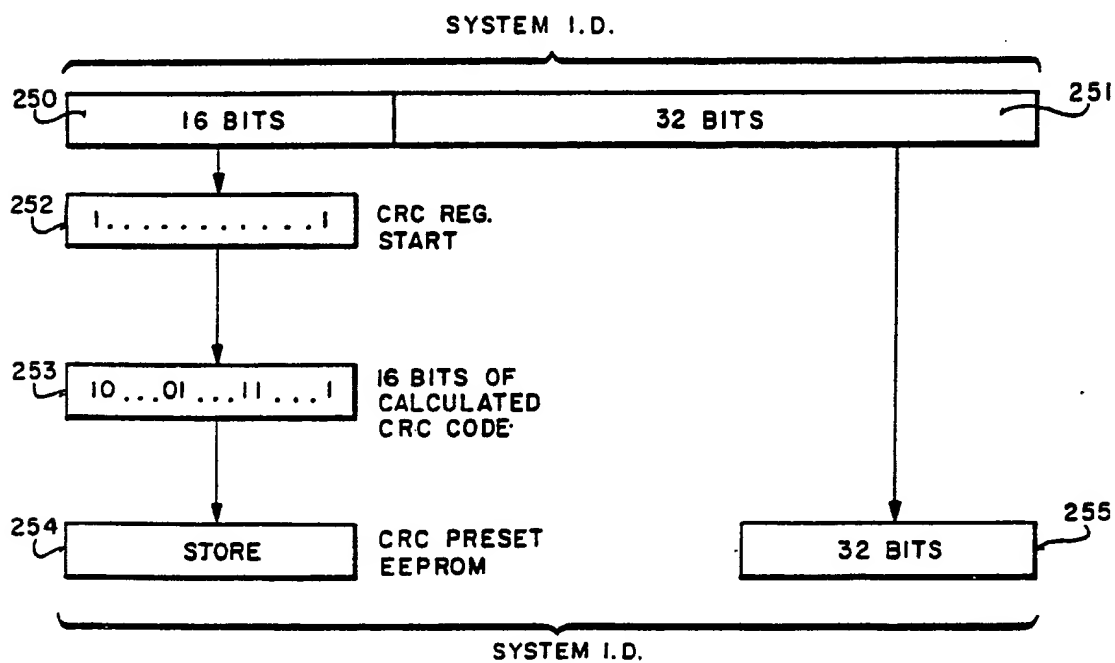 SYSTEM I.D.
250
16 BITS
32 BITS
251
252
1...........1
CRC REG.
START
253
10...01...11...1
16 BITS OF
CALCULATED
CRC CODE
254
STORE
CRC PRESET
EEPROM
32 BITS
255
SYSTEM I.D.